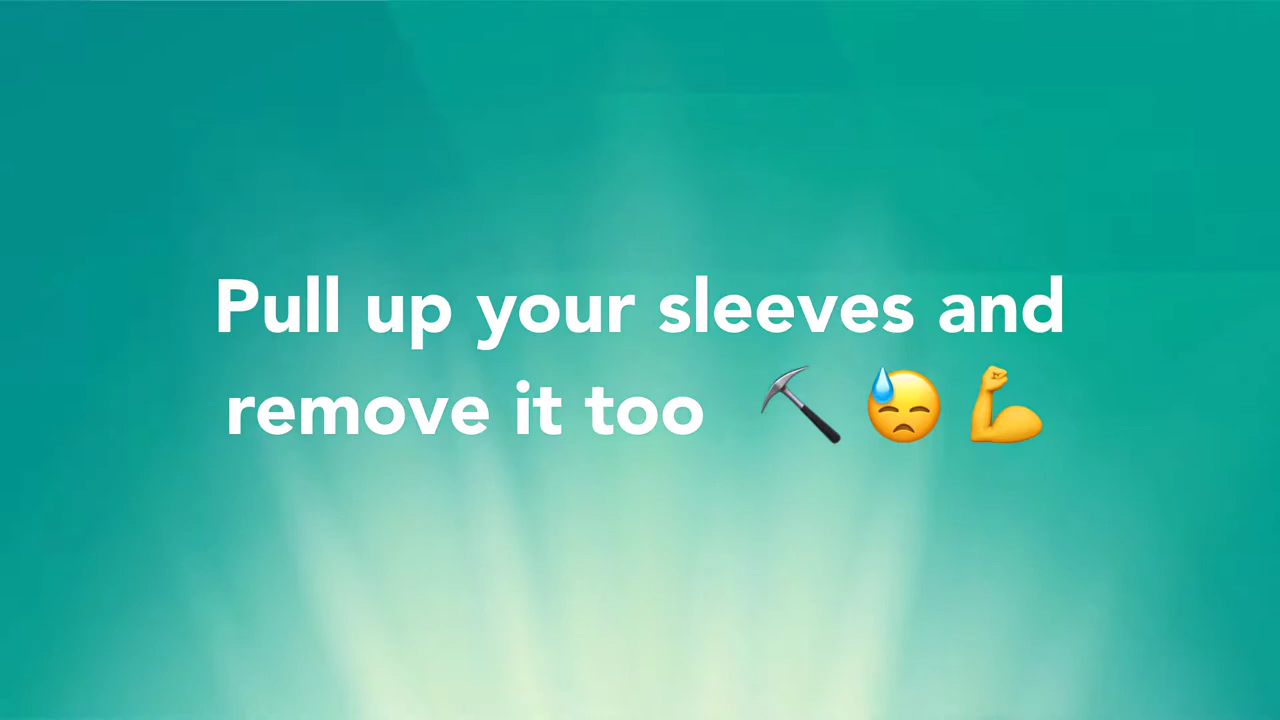 Pull up your sleeves and
remove it too ⛏️ 😓 💪